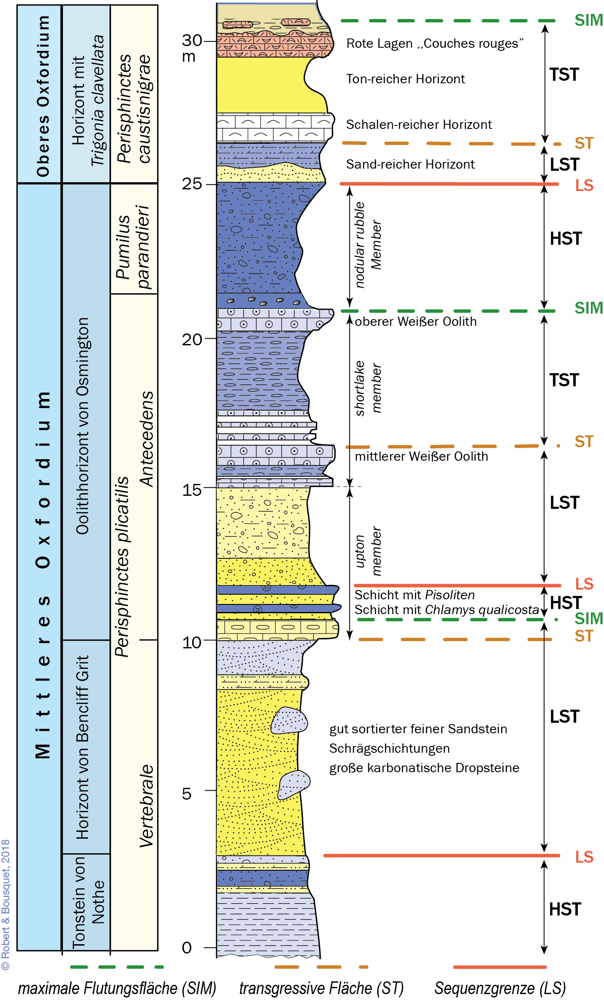 Oberes Oxfordium
Mittleres Oxfordium
Horizont mit
Trigonia clavellata
Oolithhorizont von Osmington
Horizont von Bencliff Grit
Tonstein von
Nothe
Perisphinctes
caustisnigrae
Pumilus
parandieri
Perisphinctes plicatilis
Antecedens
Vertebrale
30
m
25
20
15
10
5
0
SIM
Rote Lagen ,,Couches rouges”
TST
Ton-reicher Horizont
Schalen-reicher Horizont
ST
Sand-reicher Horizont
LST
LS
nodular rubble
Member
HST
SIM
oberer Weißer Oolith
shortlake
member
TST
ST
mittlerer Weißer Oolith
LST
upton
member
LS
Schicht mit Pisoliten
HST
Schicht mit Chlamys qualicosta
SIM
ST
LST
gut sortierter feiner Sandstein
Schrägschichtungen
große karbonatische Dropsteine
LS
HST
© Robert & Bousquet, 2018
maximale Flutungsfläche (SIM)
transgressive Fläche (ST)
Sequenzgrenze (LS)